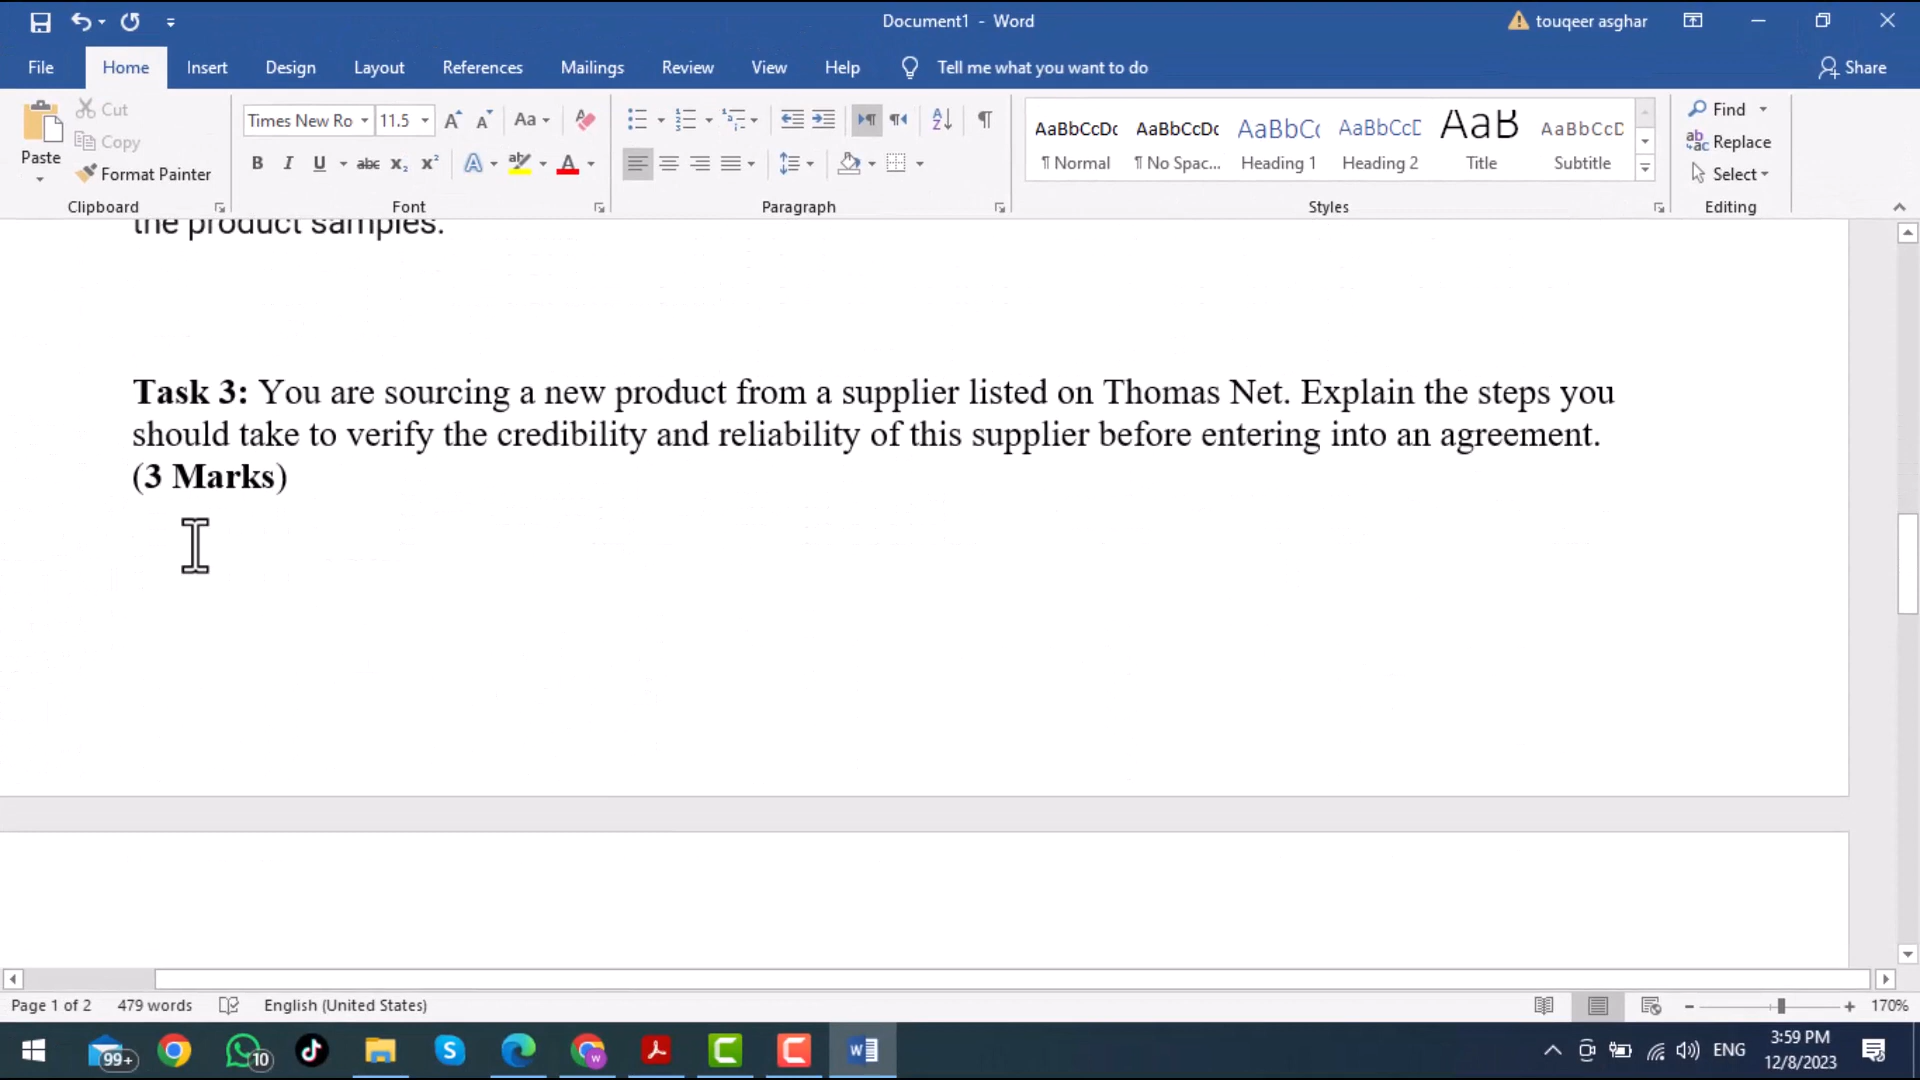 Document1 - Word
touqeer asghar
File Home Insert Design Layout References Mailings Review View Help Tell me what you want to do
Share
Paste
Cut
Copy
Format Painter
Clipboard
Times New Ro 11.5
Font
Paragraph
AaBbCcDc AaBbCcDc AaBbC( AaBbCcD AaB AaBbCcD
¶ Normal ¶ No Spac... Heading 1 Heading 2 Title Subtitle
Styles
Find
Replace
Select
Editing
the product samples.
Task 3: You are sourcing a new product from a supplier listed on Thomas Net. Explain the steps you
should take to verify the credibility and reliability of this supplier before entering into an agreement.
(3 Marks)
Page 1 of 2 479 words English (United States)
170%
99+
10
ENG
3:59 PM
12/8/2023